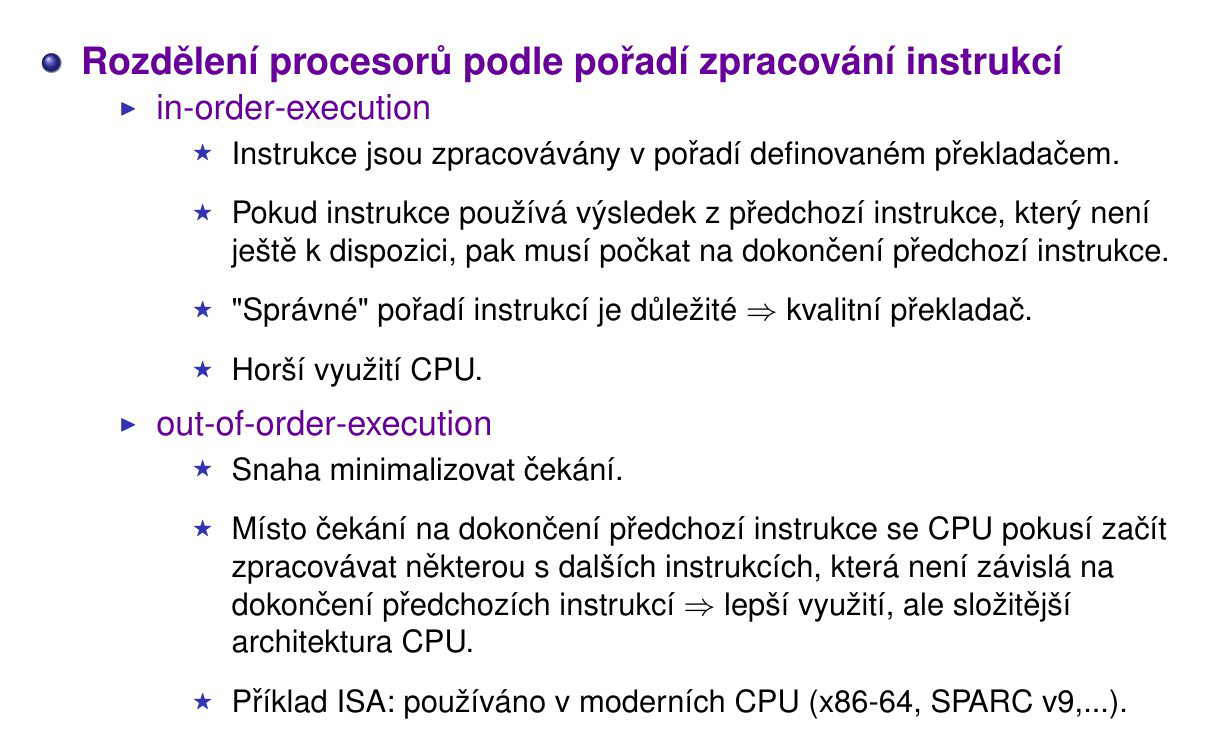 Rozdělení procesorů podle pořadí zpracování instrukcí
in-order-execution
Instrukce jsou zpracovávány v pořadí definovaném překladačem.
Pokud instrukce používá výsledek z předchozí instrukce, který není
ještě k dispozici, pak musí počkat na dokončení předchozí instrukce.
"Správné" pořadí instrukcí je důležité ⇒ kvalitní překladač.
Horší využití CPU.
out-of-order-execution
Snaha minimalizovat čekání.
Místo čekání na dokončení předchozí instrukce se CPU pokusí začít
zpracovávat některou s dalších instrukcích, která není závislá na
dokončení předchozích instrukcí ⇒ lepší využití, ale složitější
architektura CPU.
Příklad ISA: používáno v moderních CPU (x86-64, SPARC v9,...).